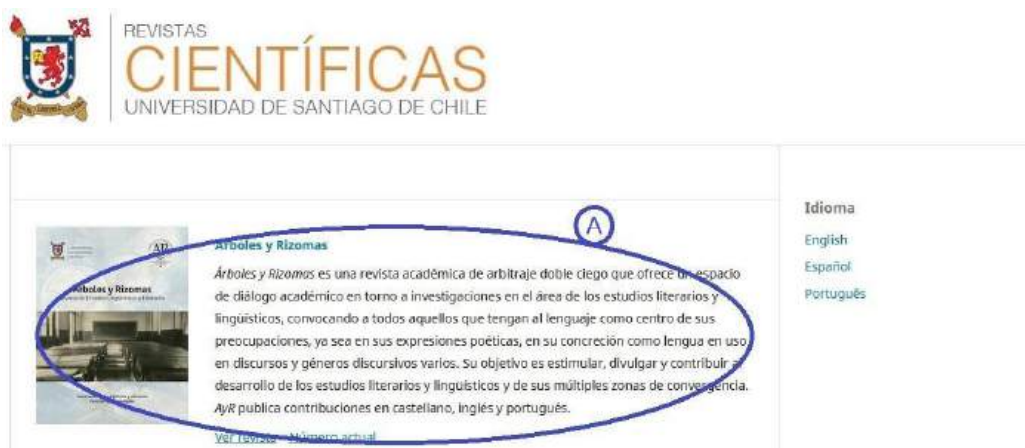 REVISTAS
CIENTÍFICAS
UNIVERSIDAD DE SANTIAGO DE CHILE
Idioma
English
Español
Português
A
AR
Árboles y Rizomas
Árboles y Rizomas
Árboles y Rizomas es una revista académica de arbitraje doble ciego que ofrece un espacio
de diálogo académico en torno a investigaciones en el área de los estudios literarios y
lingüísticos, convocando a todos aquellos que tengan al lenguaje como centro de sus
preocupaciones, ya sea en sus expresiones poéticas, en su concreción como lengua en uso
en discursos y géneros discursivos varios. Su objetivo es estimular, divulgar y contribuir al
desarrollo de los estudios literarios y lingüísticos y de sus múltiples zonas de convergencia.
AyR publica contribuciones en castellano, inglés y portugués.
Ver revista Número actual